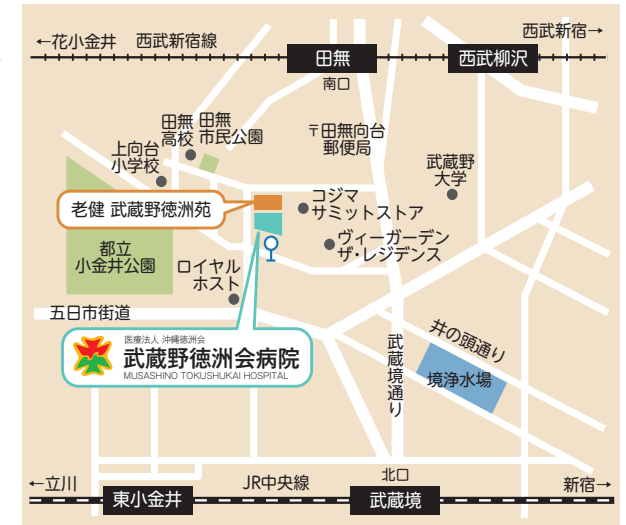 西武新宿→
←花小金井 西武新宿線
田無
西武柳沢
南口
田無
高校
田無
市民公園
〒田無向台
郵便局
上向台
小学校
武蔵野
大学
老健 武蔵野徳洲苑
コジマ
サミットストア
都立
小金井公園
ヴィーガーデン
ザ・レジデンス
ロイヤル
ホスト
五日市街道
医療法人 沖縄徳洲会
武蔵野徳洲会病院
MUSASHINO TOKUSHUKAI HOSPITAL
武蔵境通り
井の頭通り
境浄水場
←立川
JR中央線
北口
新宿→
東小金井
武蔵境